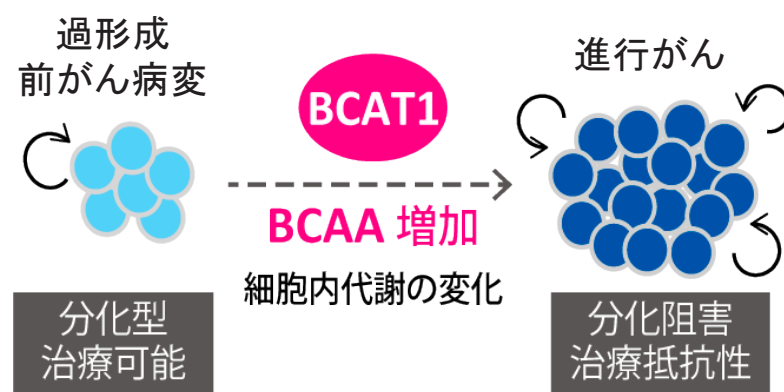 過形成
前がん病変
BCAT1
BCAA 増加
細胞内代謝の変化
進行がん
分化型
治療可能
分化阻害
治療抵抗性